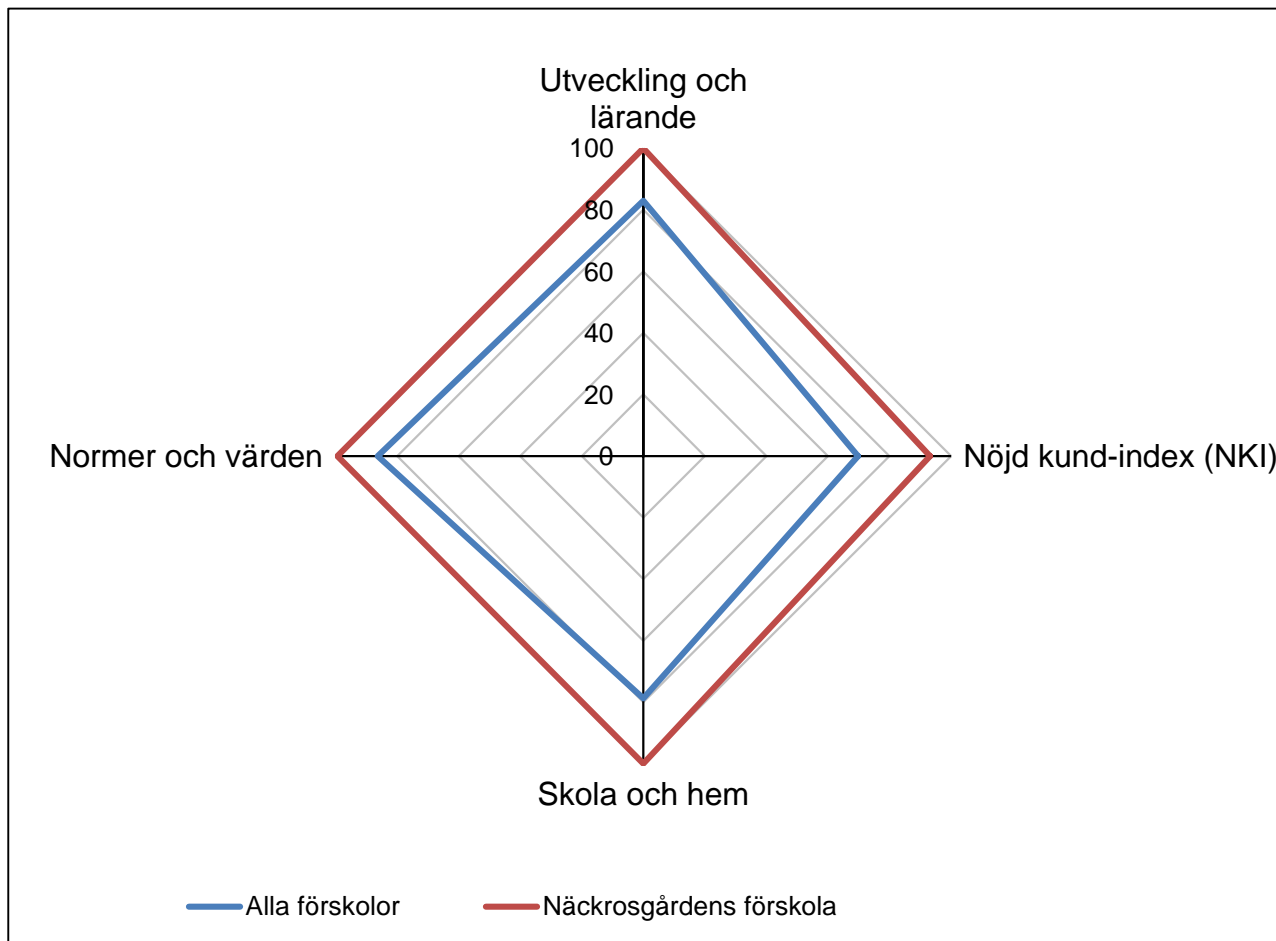 Utveckling och
lärande
100
80
60
40
20
0
Normer och värden
Nöjd kund-index (NKI)
Skola och hem
Alla förskolor
Näckrosgårdens förskola